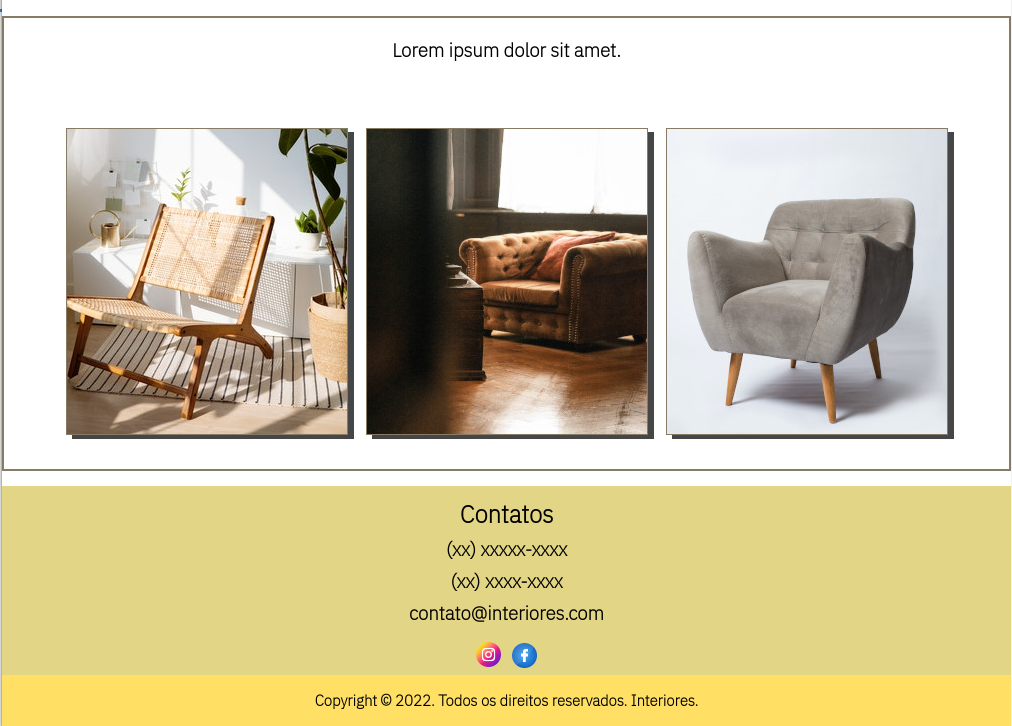 Lorem ipsum dolor sit amet.
Contatos
(xx) xxxxx-xxxx
(xx) xxxx-xxxx
contato@interiores.com
Copyright © 2022. Todos os direitos reservados. Interiores.